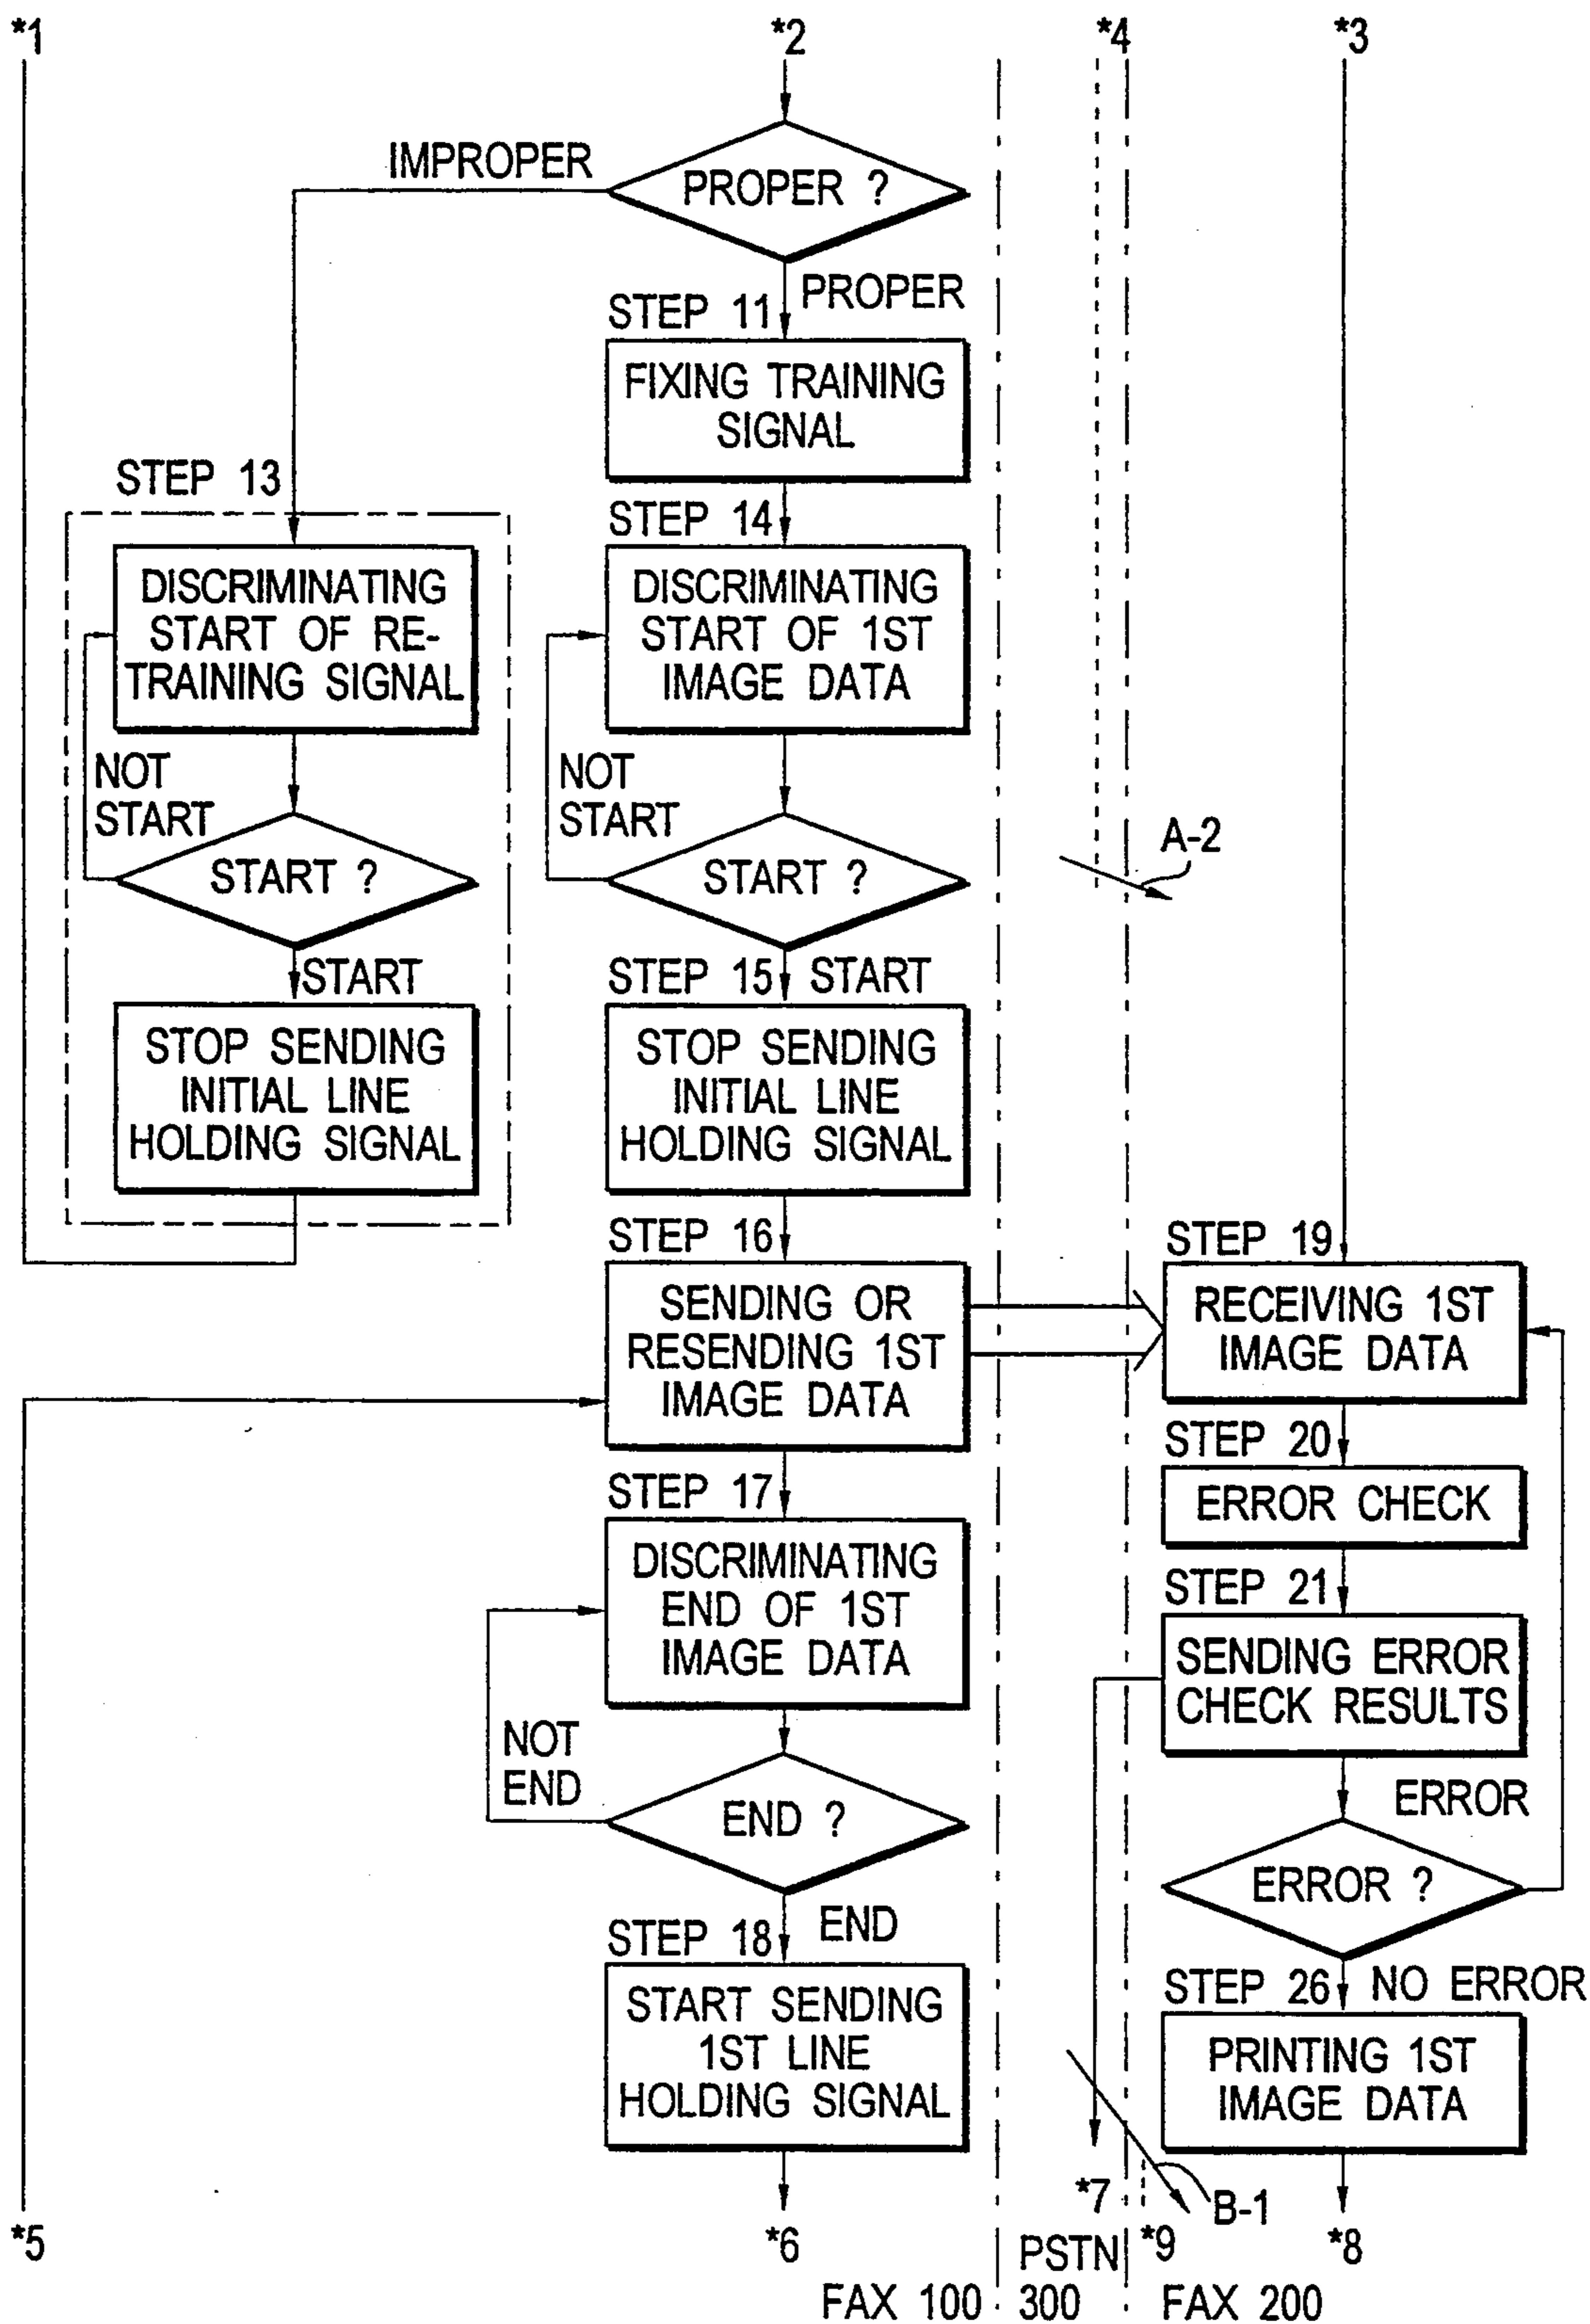 *1
*2
*4
*3
IMPROPER
PROPER ?
PROPER
STEP 11
FIXING TRAINING
SIGNAL
STEP 13
DISCRIMINATING
START OF RE-
TRAINING SIGNAL
NOT
START
START ?
START
STOP SENDING
INITIAL LINE
HOLDING SIGNAL
STEP 14
DISCRIMINATING
START OF 1ST
IMAGE DATA
NOT
START
START ?
STEP 15
START
STOP SENDING
INITIAL LINE
HOLDING SIGNAL
A-2
STEP 16
SENDING OR
RESENDING 1ST
IMAGE DATA
STEP 17
DISCRIMINATING
END OF 1ST
IMAGE DATA
NOT
END
END ?
END
STEP 18
START SENDING
1ST LINE
HOLDING SIGNAL
STEP 19
RECEIVING 1ST
IMAGE DATA
STEP 20
ERROR CHECK
STEP 21
SENDING ERROR
CHECK RESULTS
ERROR
ERROR ?
STEP 26
NO ERROR
PRINTING 1ST
IMAGE DATA
*5
*6
*7
*9
B-1
*8
FAX 100
PSTN
300
FAX 200